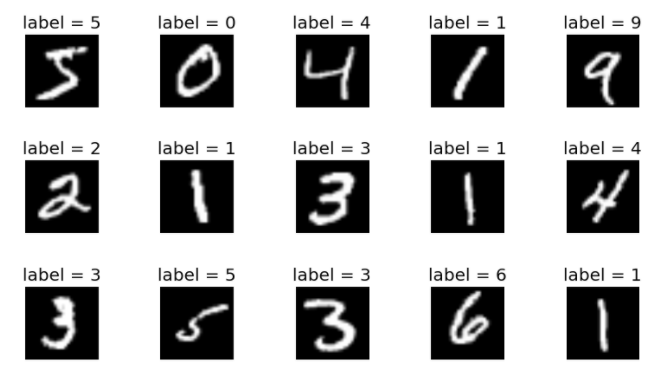 label = 5 label = 0 label = 4 label = 1 label = 9
5 0 4 1 9
label = 2 label = 1 label = 3 label = 1 label = 4
2 1 3 1 4
label = 3 label = 5 label = 3 label = 6 label = 1
3 5 3 6 1